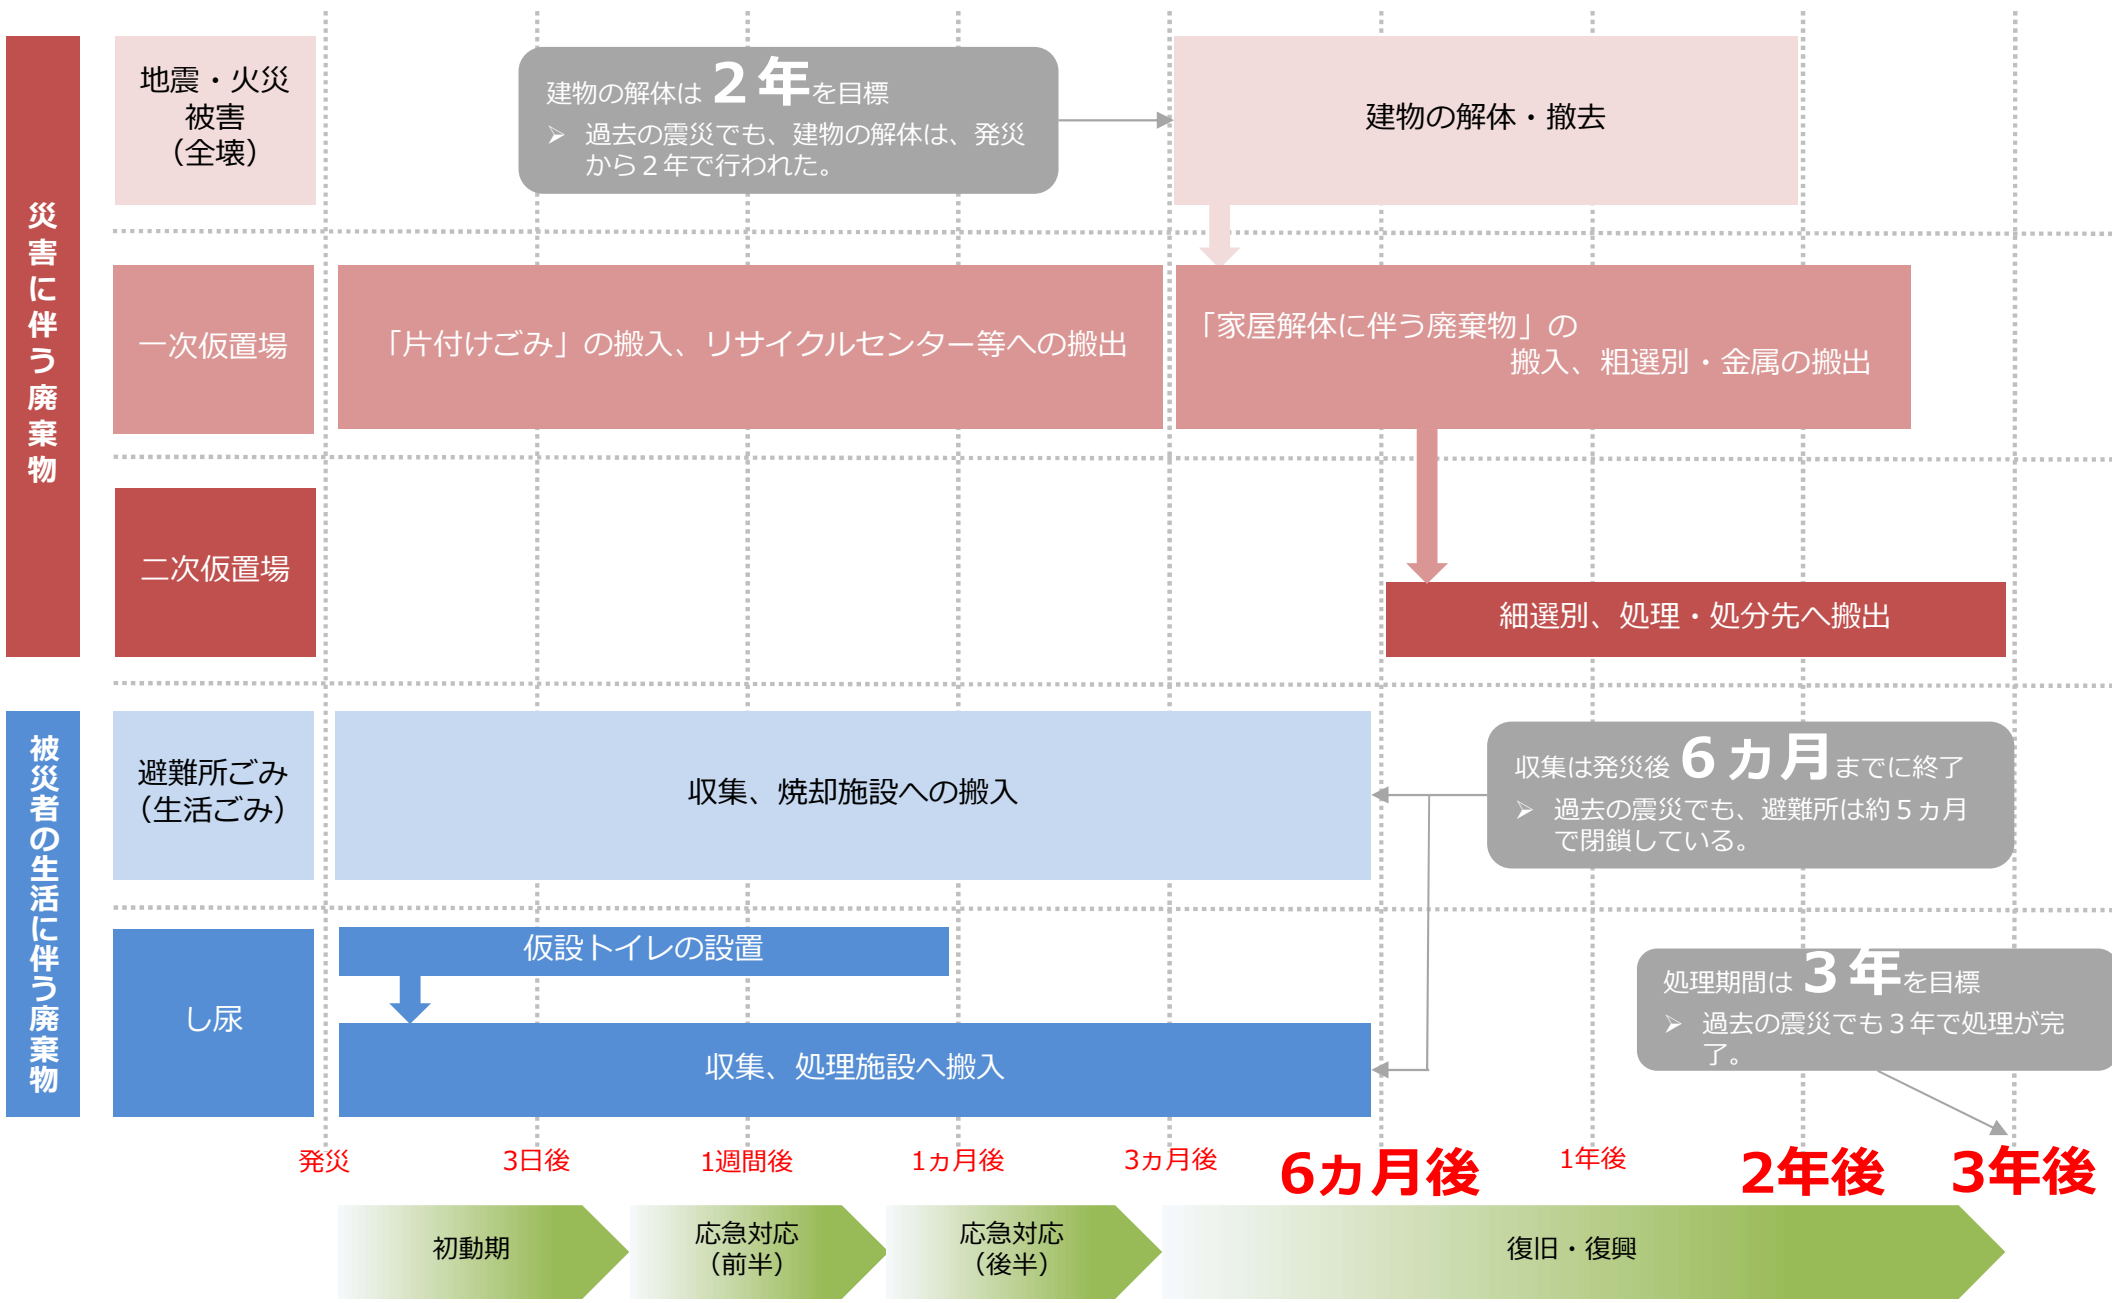 災害に伴う廃棄物
地震・火災
被害
（全壊）
建物の解体は２年を目標
➢ 過去の震災でも、建物の解体は、発災
から２年で行われた。
建物の解体・撤去
一次仮置場
「片付けごみ」の搬入、リサイクルセンター等への搬出
「家屋解体に伴う廃棄物」の
搬入、粗選別・金属の搬出
二次仮置場
細選別、処理・処分先へ搬出
被災者の生活に伴う廃棄物
避難所ごみ
（生活ごみ）
収集、焼却施設への搬入
収集は発災後６カ月までに終了
➢ 過去の震災でも、避難所は約５ヵ月
で閉鎖している。
し尿
仮設トイレの設置
収集、処理施設へ搬入
処理期間は３年を目標
➢ 過去の震災でも３年で処理が完
了。
発災
3日後
1週間後
1ヵ月後
3ヵ月後
6カ月後
1年後
2年後
3年後
初動期
応急対応
（前半）
応急対応
（後半）
復旧・復興